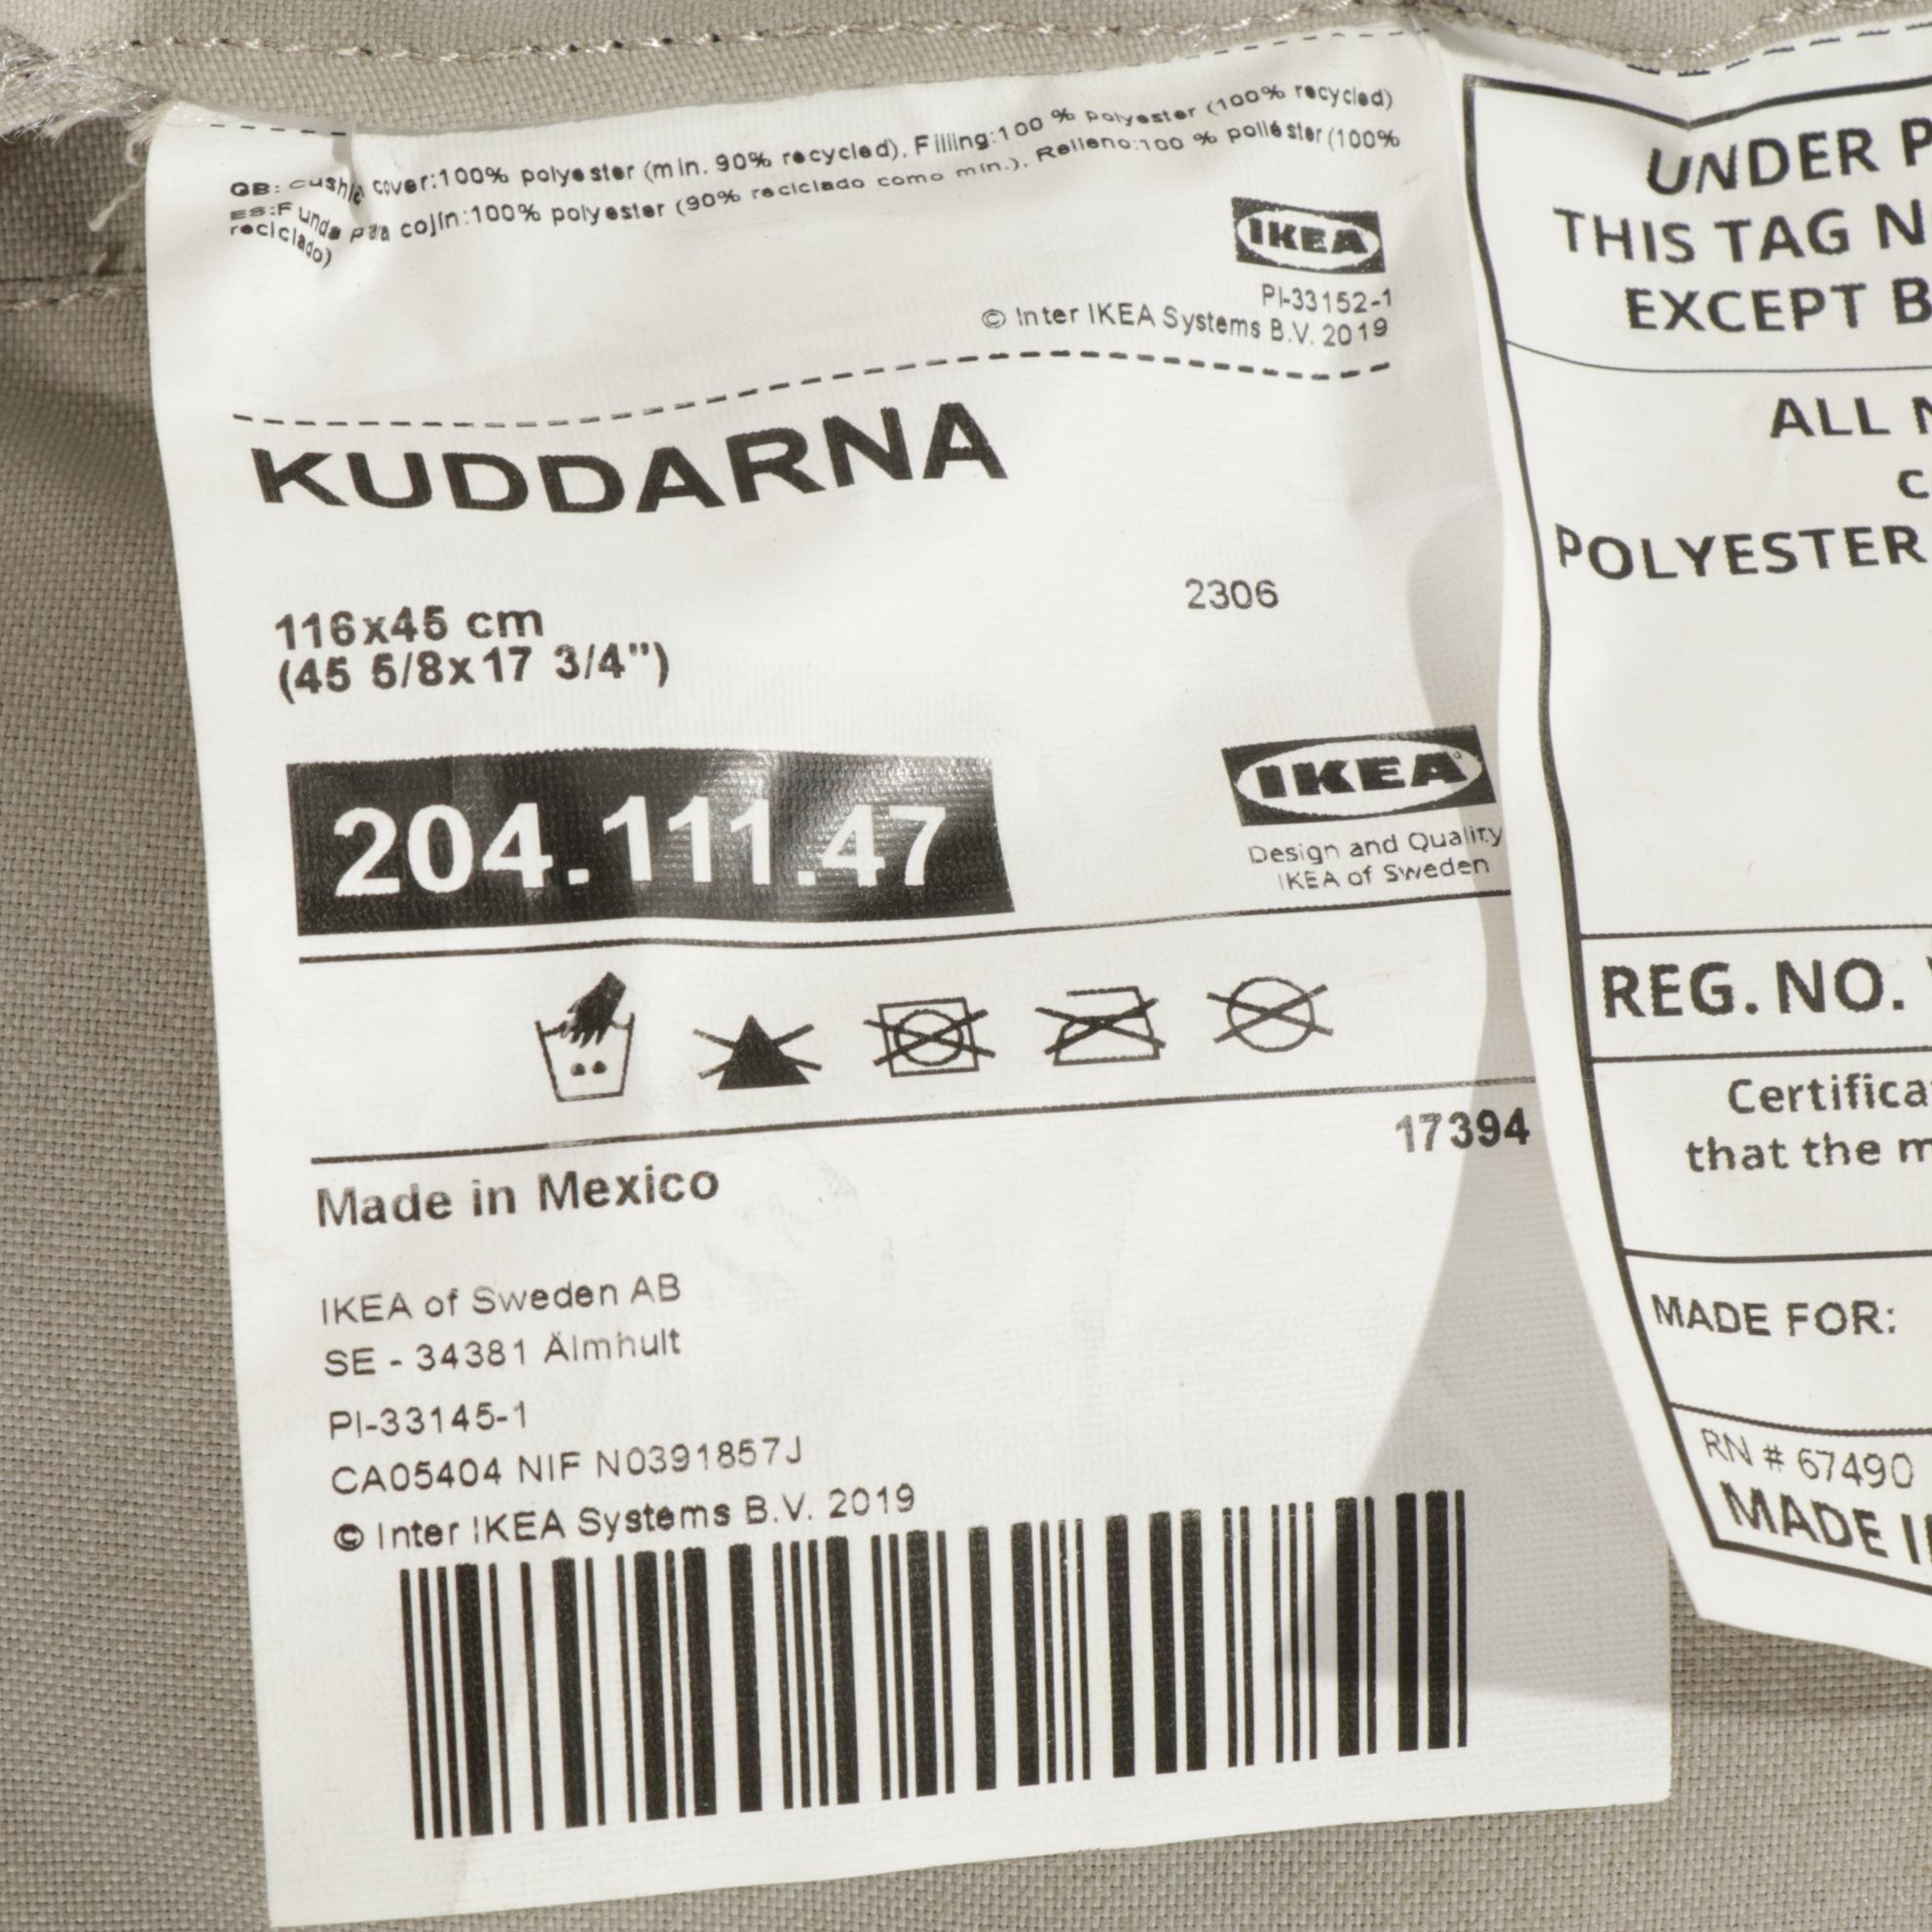 GB: Cushio cover:100% polyester (min. 90% recycled), Filling:100 % polyester (100% recycled)
ES:Funda para cojín:100% polyester (90% reciclado como mín.), Relleno:100 % poliéster (100%
reciclado)
IKEA
PI-33152-1
© Inter IKEA Systems B.V. 2019
KUDDARNA
2306
116x45 cm
(45 5/8x17 3/4")
204.111.47
IKEA
Design and Quality
IKEA of Sweden
17394
Made in Mexico
IKEA of Sweden AB
SE - 34381 Älmhult
PI-33145-1
CA05404 NIF N0391857J
© Inter IKEA Systems B.V. 2019
UNDER P
THIS TAG N
EXCEPT B
ALL N
C
POLYESTER
REG. NO.
Certifica
that the m
MADE FOR:
RN # 67490
MADE I